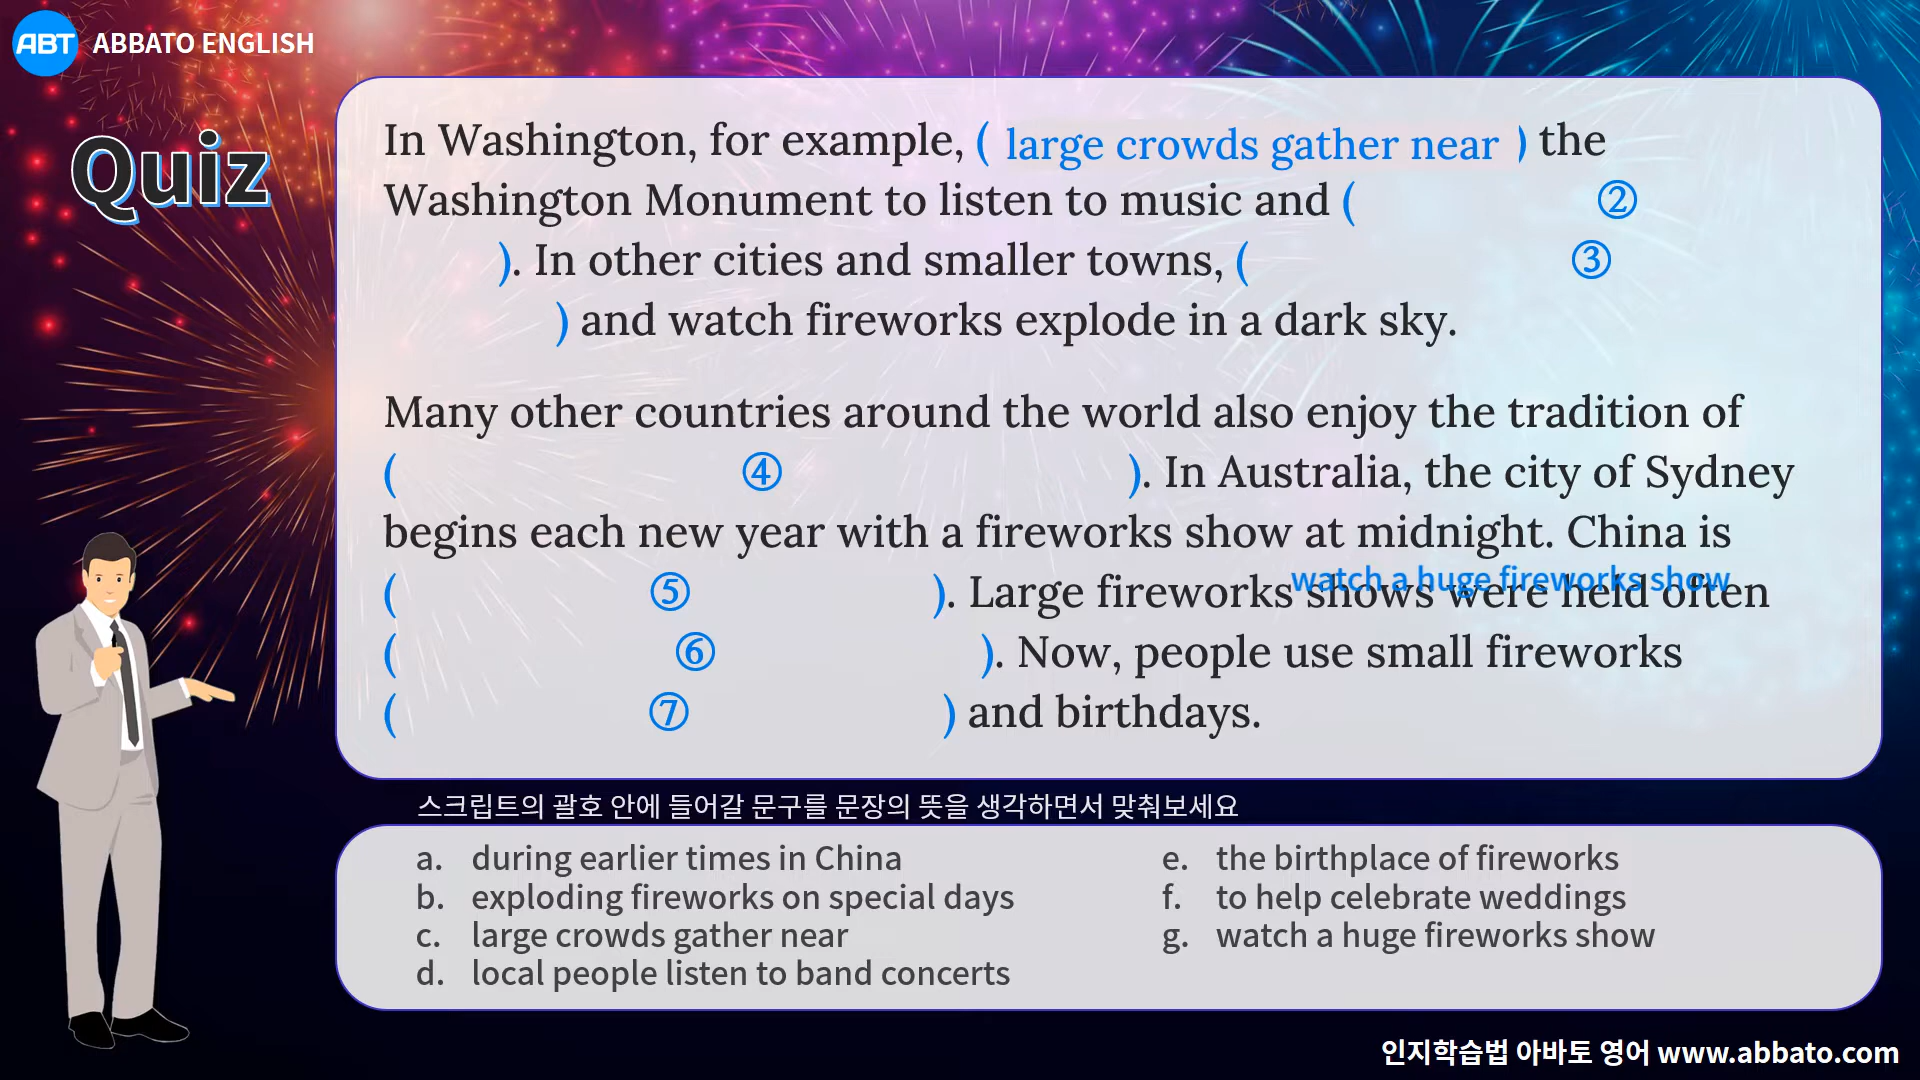 ABT ABBATO ENGLISH
Quiz
In Washington, for example, ( large crowds gather near ) the
Washington Monument to listen to music and ( ②
). In other cities and smaller towns, ( ③
) and watch fireworks explode in a dark sky.
Many other countries around the world also enjoy the tradition of
( ④ ). In Australia, the city of Sydney
begins each new year with a fireworks show at midnight. China is
watch a huge fireworks show
( ⑤ ). Large fireworks shows were held often
( ⑥ ). Now, people use small fireworks
( ⑦ ) and birthdays.
스크립트의 괄호 안에 들어갈 문구를 문장의 뜻을 생각하면서 맞춰보세요
a. during earlier times in China
b. exploding fireworks on special days
c. large crowds gather near
d. local people listen to band concerts
e. the birthplace of fireworks
f. to help celebrate weddings
g. watch a huge fireworks show
인지학습법 아바토 영어 www.abbato.com